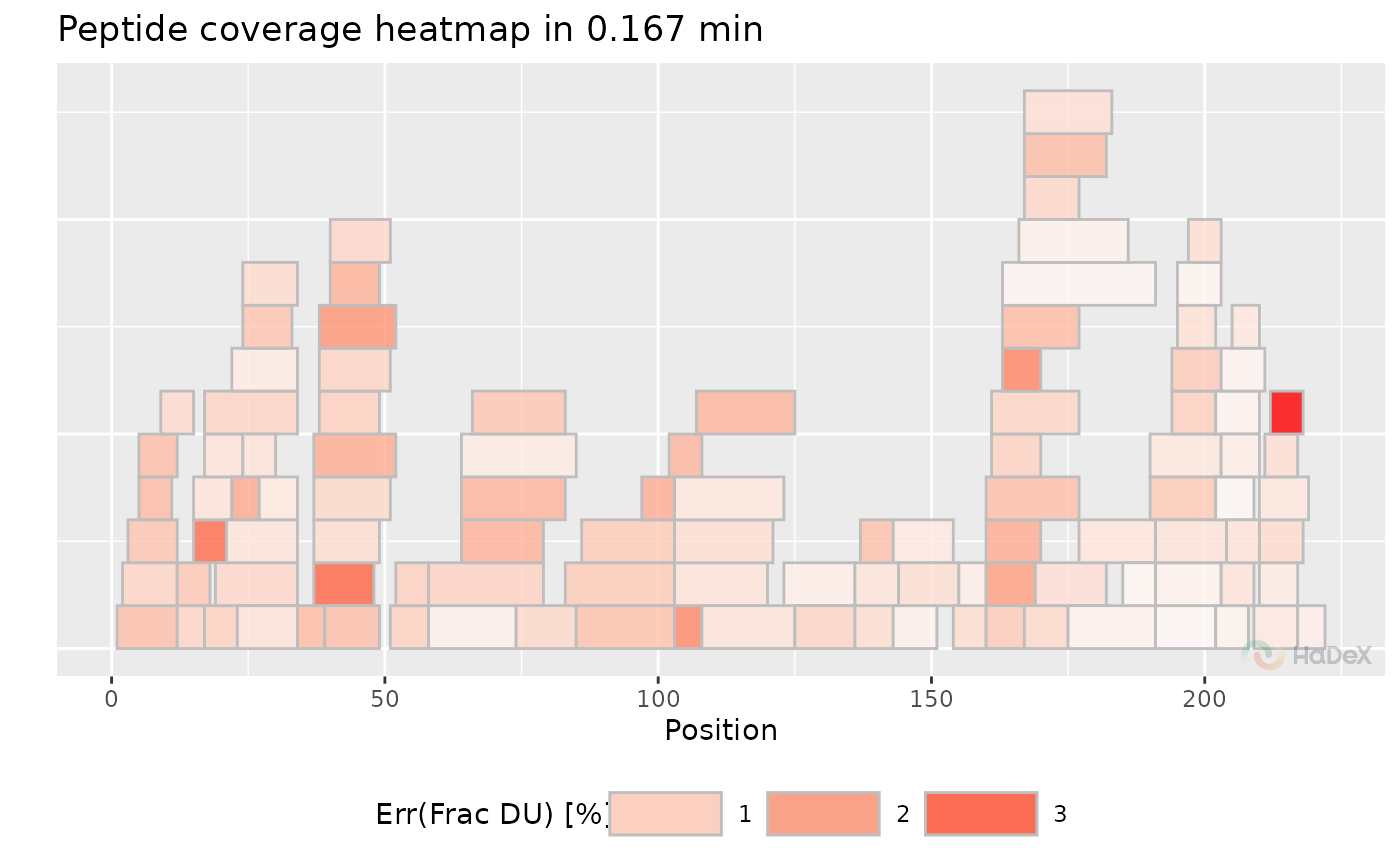 Peptide coverage heatmap in 0.167 min
HaDeX
0 50 100 150 200
Position
Err(Frac DU) [%] 1 2 3